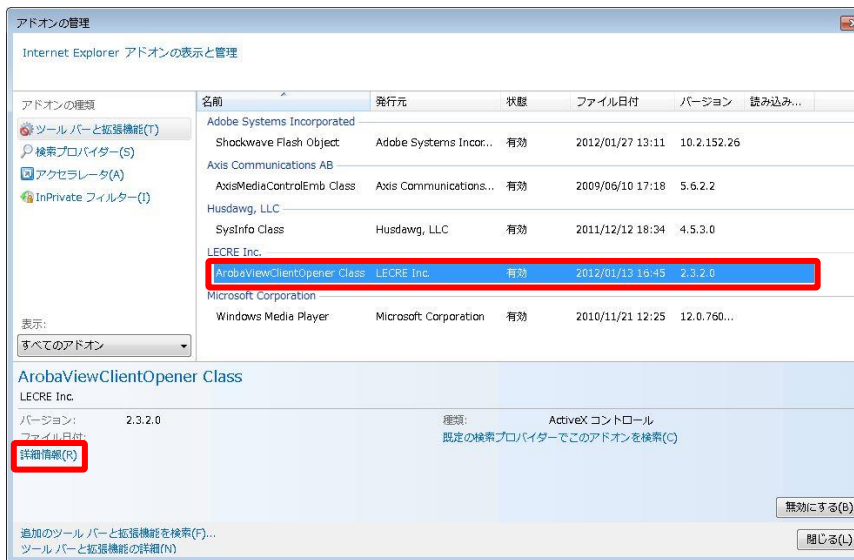 アドオンの管理
Internet Explorer アドオンの表示と管理
アドオンの種類
ツール バーと拡張機能(T)
検索プロバイダー(S)
アクセラレータ(A)
InPrivate フィルター(I)
表示:
すべてのアドオン
名前 発行元 状態 ファイル日付 バージョン 読み込み...
Adobe Systems Incorporated
Shockwave Flash Object Adobe Systems Incor... 有効 2012/01/27 13:11 10.2.152.26
Axis Communications AB
AxisMediaControlEmb Class Axis Communications... 有効 2009/06/10 17:18 5.6.2.2
Husdawg, LLC
SysInfo Class Husdawg, LLC 有効 2011/12/12 18:34 4.5.3.0
LECRE Inc.
ArobaViewClientOpener Class LECRE Inc. 有効 2012/01/13 16:45 2.3.2.0
Microsoft Corporation
Windows Media Player Microsoft Corporation 有効 2010/11/21 12:25 12.0.760...
ArobaViewClientOpener Class
LECRE Inc.
バージョン: 2.3.2.0 種類: ActiveX コントロール
ファイル日付: 既定の検索プロバイダーでこのアドオンを検索(C)
詳細情報(R)
無効にする(B)
追加のツール バーと拡張機能を検索(F)...
ツール バーと拡張機能の詳細(N)
閉じる(L)